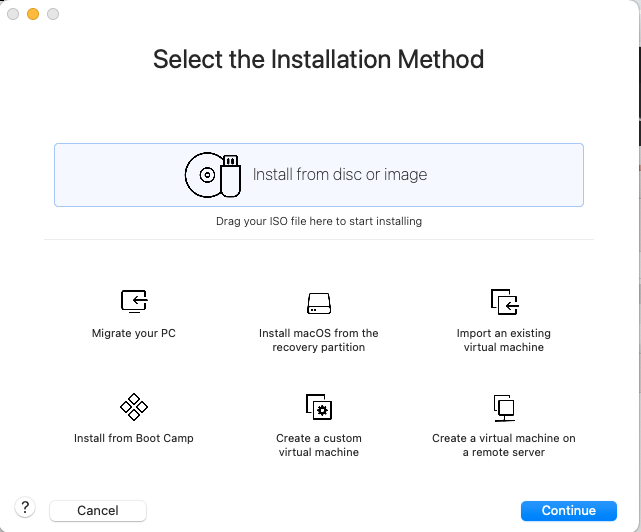 Select the Installation Method
Install from disc or image
Drag your ISO file here to start installing
Migrate your PC
Install macOS from the
recovery partition
Import an existing
virtual machine
Install from Boot Camp
Create a custom
virtual machine
Create a virtual machine on
a remote server
?
Cancel
Continue